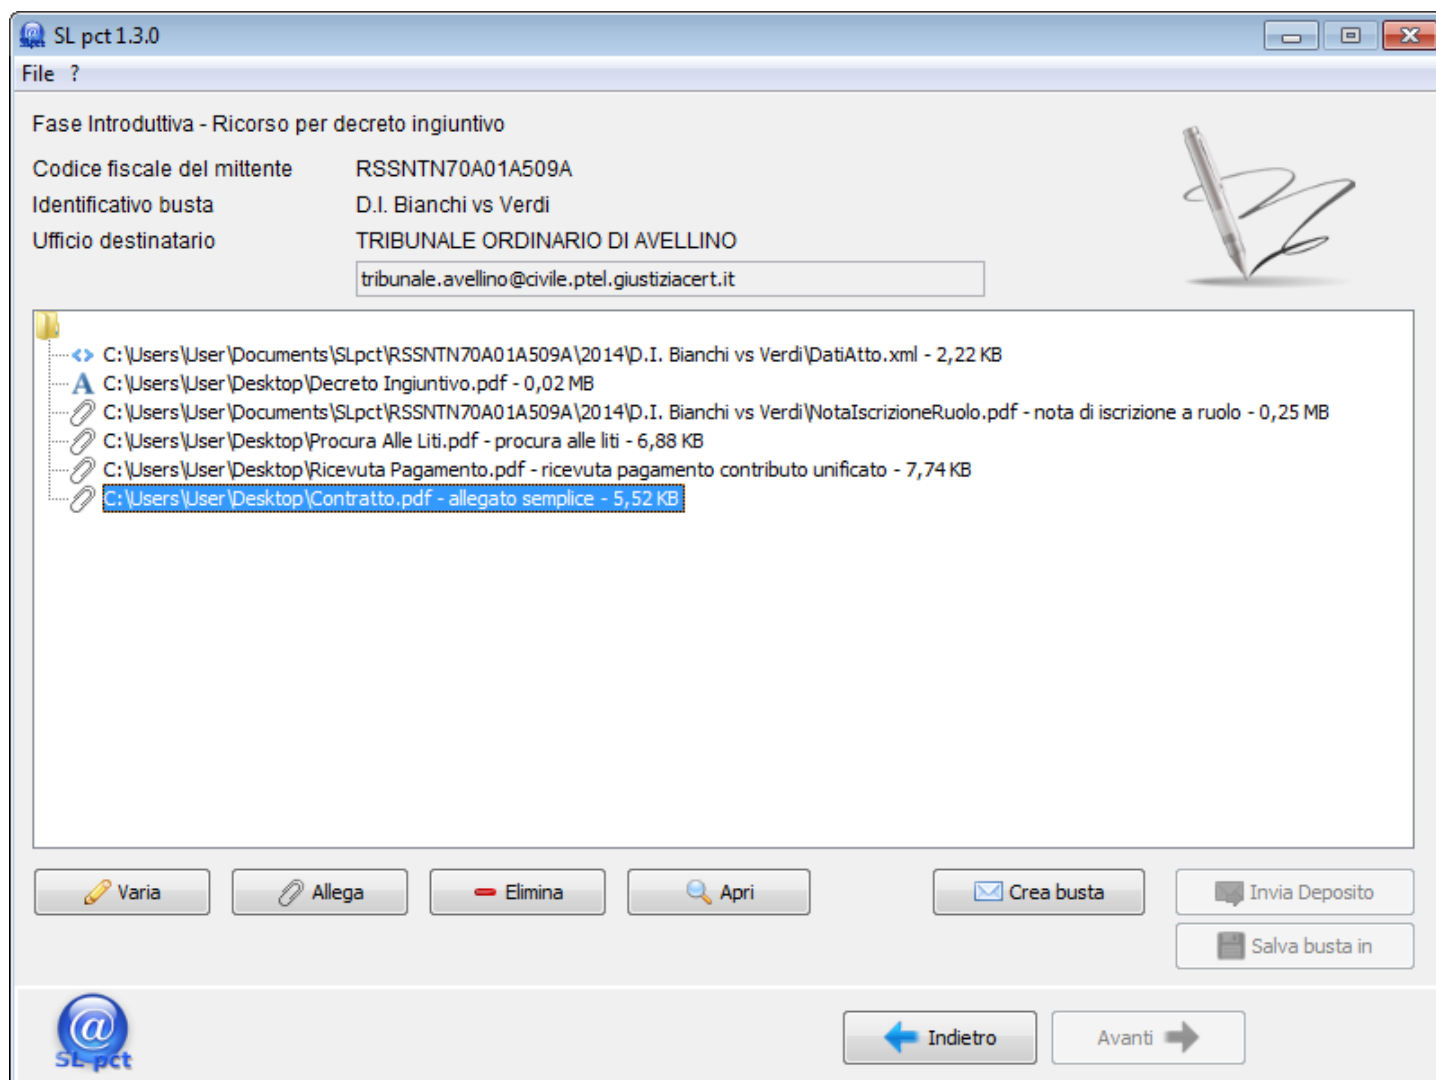 SL pct 1.3.0
File ?
Fase Introduttiva - Ricorso per decreto ingiuntivo
Codice fiscale del mittente RSSNTN70A01A509A
Identificativo busta D.I. Bianchi vs Verdi
Ufficio destinatario TRIBUNALE ORDINARIO DI AVELLINO
tribunale.avellino@civile.ptel.giustiziacert.it
C:\Users\User\Documents\SLpct\RSSNTN70A01A509A\2014\D.I. Bianchi vs Verdi\DatiAtto.xml - 2,22 KB
C:\Users\User\Desktop\Decreto Ingiuntivo.pdf - 0,02 MB
C:\Users\User\Documents\SLpct\RSSNTN70A01A509A\2014\D.I. Bianchi vs Verdi\NotaIscrizioneRuolo.pdf - nota di iscrizione a ruolo - 0,25 MB
C:\Users\User\Desktop\Procura Alle Liti.pdf - procura alle liti - 6,88 KB
C:\Users\User\Desktop\Ricevuta Pagamento.pdf - ricevuta pagamento contributo unificato - 7,74 KB
C:\Users\User\Desktop\Contratto.pdf - allegato semplice - 5,52 KB
Varia Allega Elimina Apri Crea busta Invia Deposito
Salva busta in
SL pct
Indietro Avanti